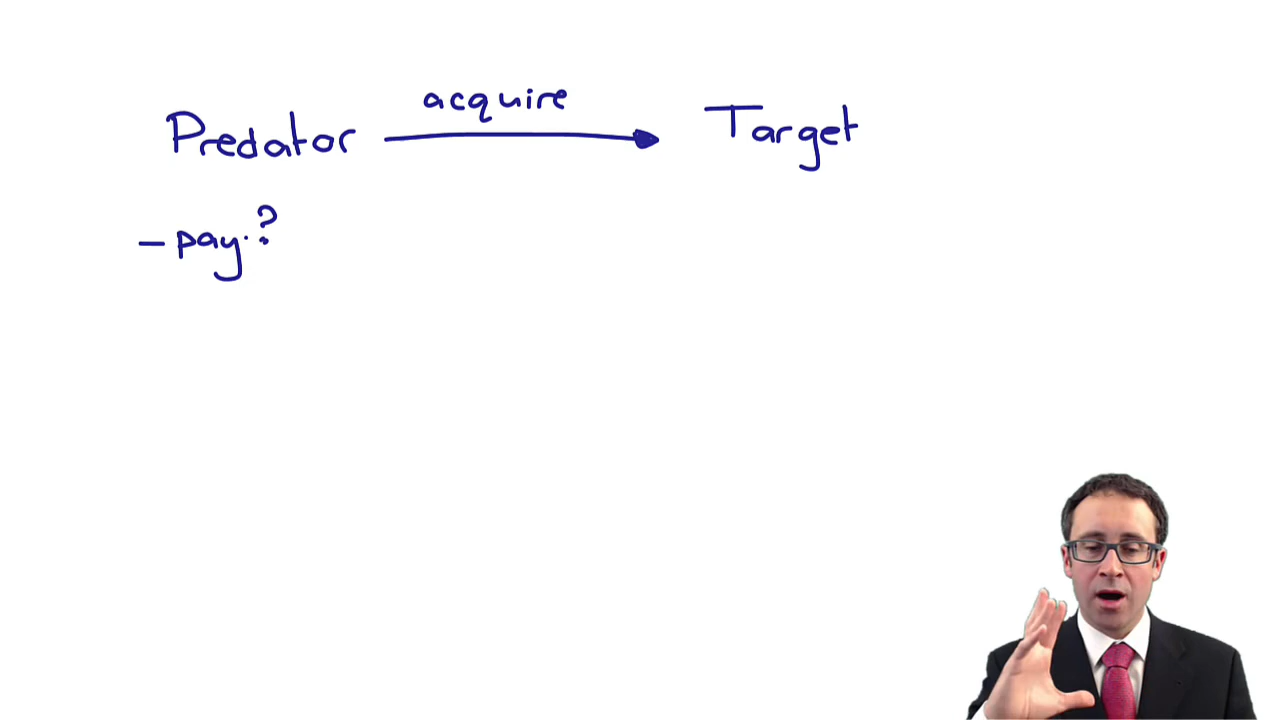 acquire
Predator → Target
- pay?